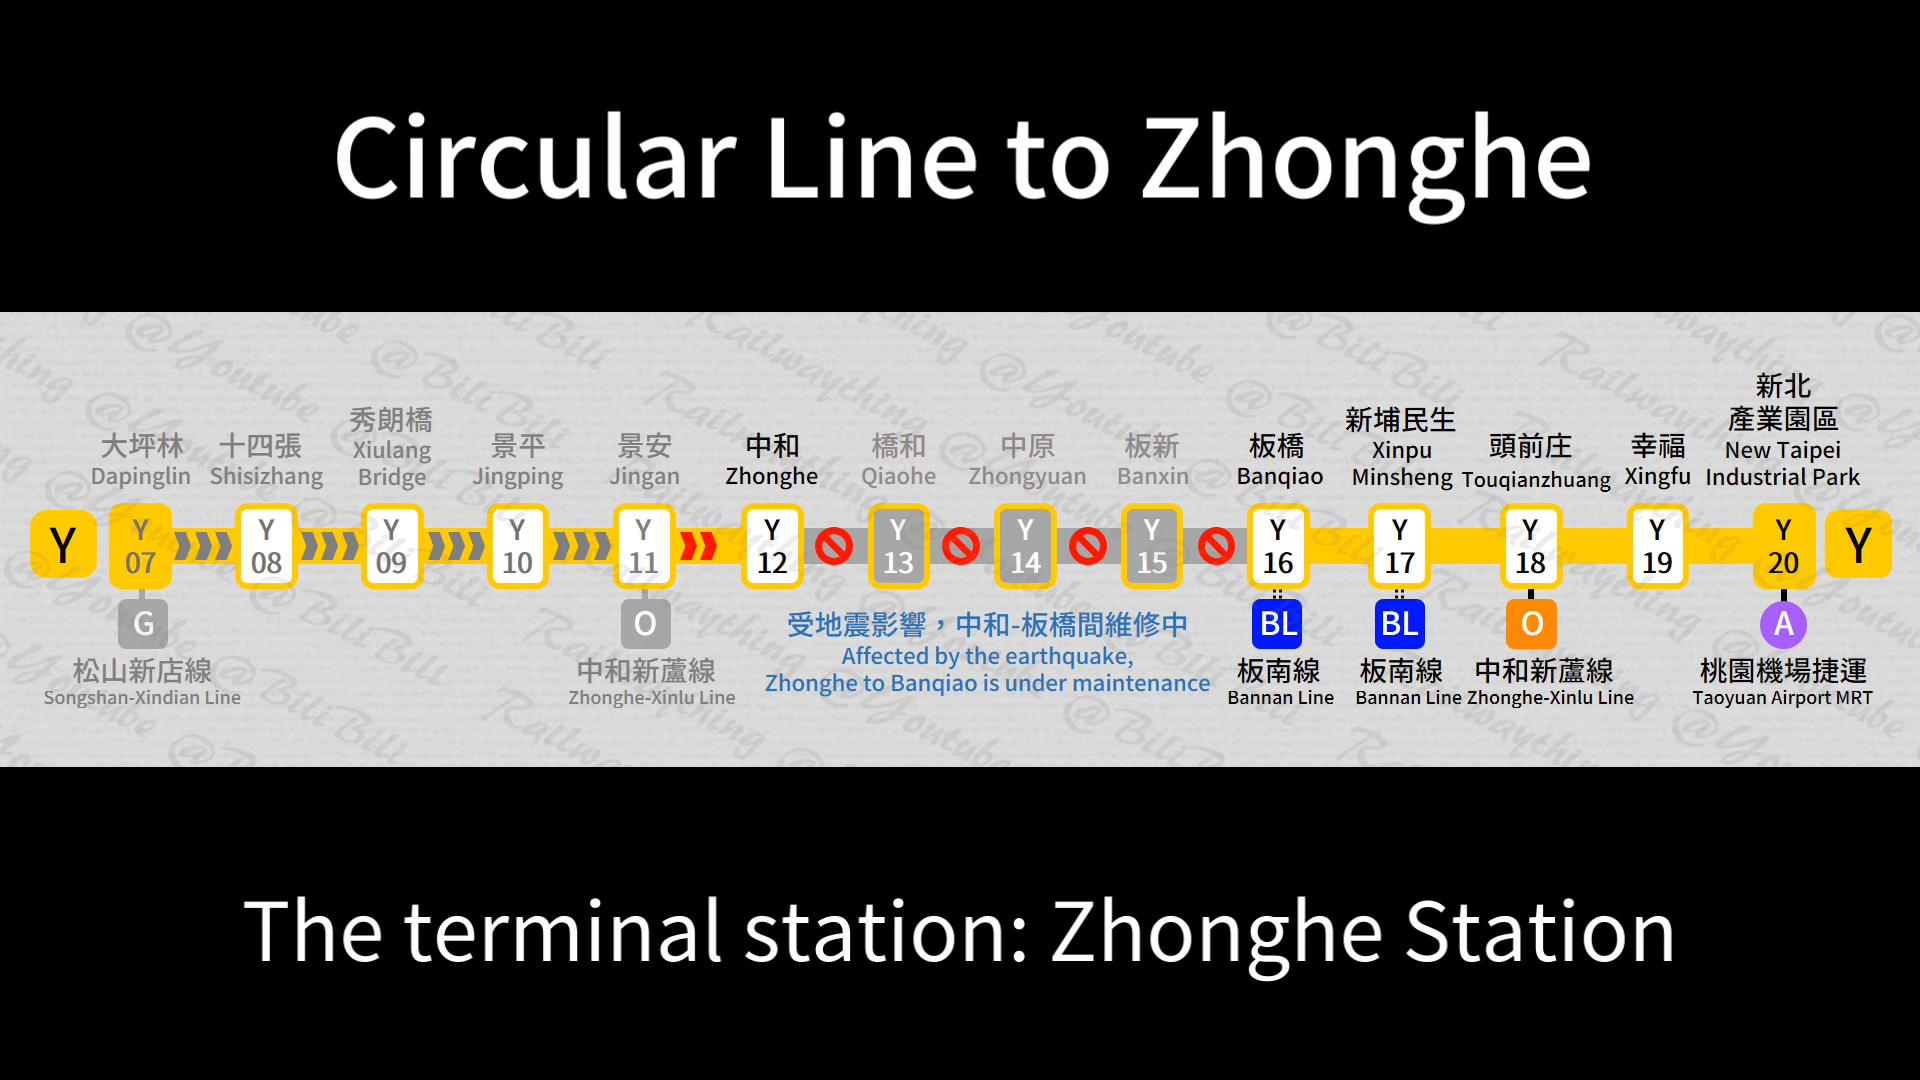 Circular Line to Zhonghe
大坪林
Dapinglin
十四張
Shisizhang
秀朗橋
Xiulang
Bridge
景平
Jingping
景安
Jingan
中和
Zhonghe
橋和
Qiaohe
中原
Zhongyuan
板新
Banxin
板橋
Banqiao
新埔民生
Xinpu
Minsheng
頭前庄
Touqianzhuang
幸福
Xingfu
新北
產業園區
New Taipei
Industrial Park
Y
Y
07
Y
08
Y
09
Y
10
Y
11
Y
12
Y
13
Y
14
Y
15
Y
16
Y
17
Y
18
Y
19
Y
20
Y
G
松山新店線
Songshan-Xindian Line
O
中和新蘆線
Zhonghe-Xinlu Line
受地震影響，中和-板橋間維修中
Affected by the earthquake,
Zhonghe to Banqiao is under maintenance
BL
板南線
Bannan Line
BL
板南線
Bannan Line
O
中和新蘆線
Zhonghe-Xinlu Line
A
桃園機場捷運
Taoyuan Airport MRT
Railwaything @Youtube @BiliBili
The terminal station: Zhonghe Station